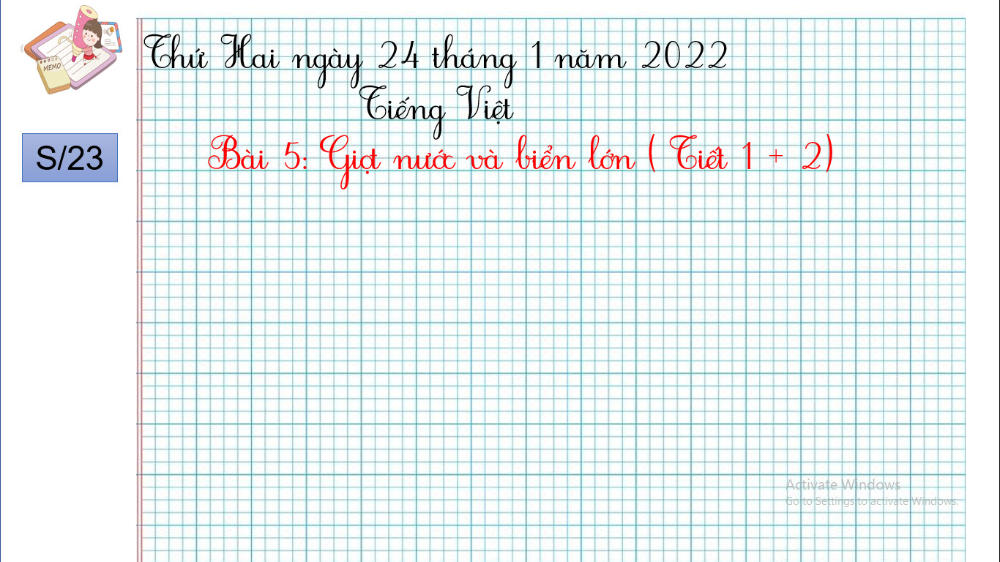 MEMO
Thứ Hai ngày 24 tháng 1 năm 2022
Tiếng Việt
S/23
Bài 5: Giọt nước và biển lớn ( Tiết 1 + 2)
Activate Windows
Go to Settings to activate Windows.